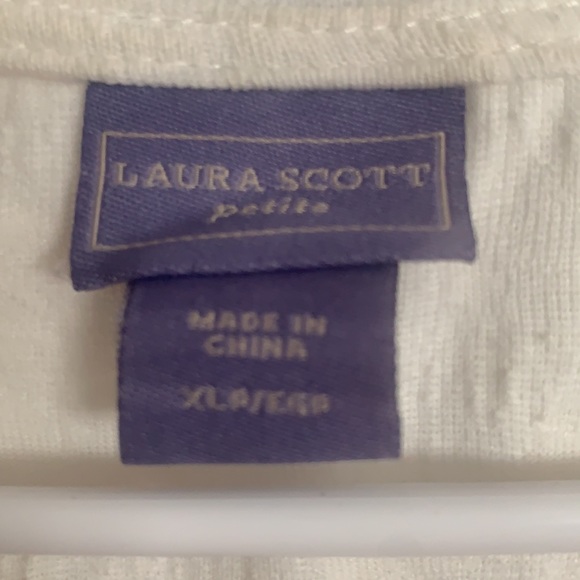 LAURA SCOTT
petite
MADE IN
CHINA
XLP/EGP